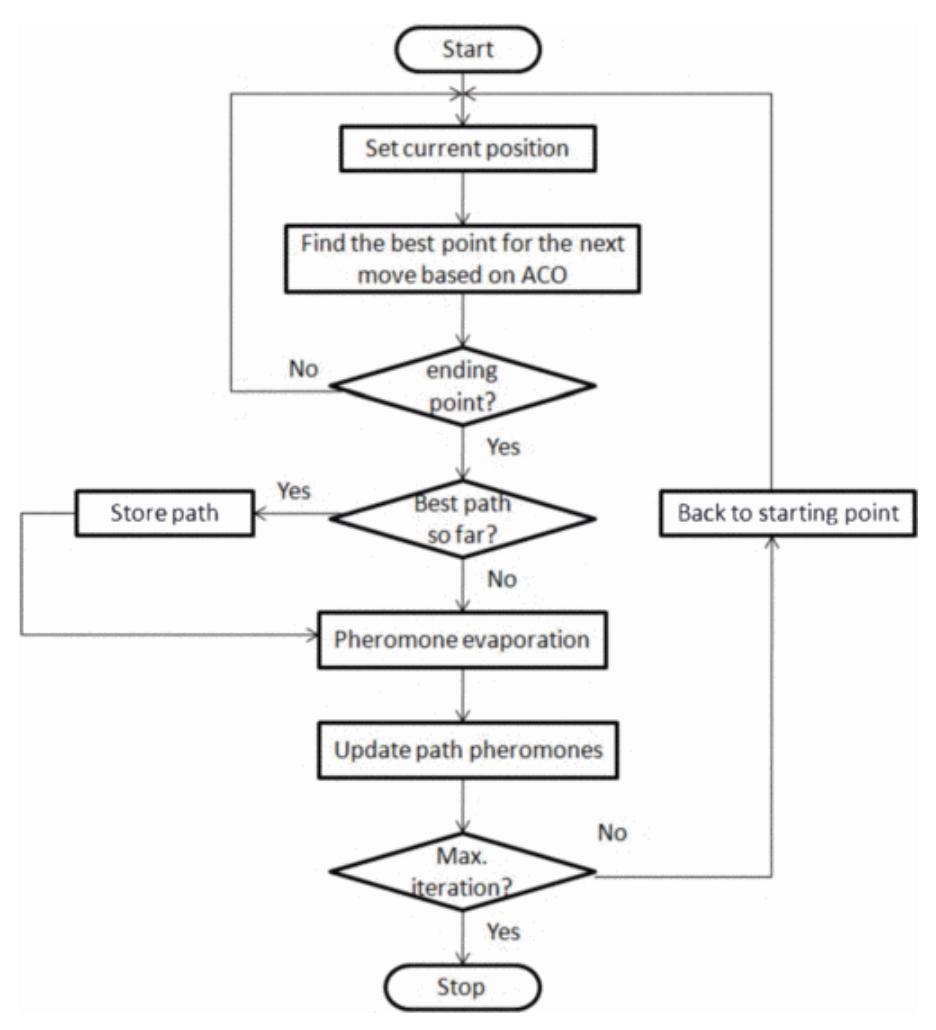 Start
Set current position
Find the best point for the next
move based on ACO
No
ending
point?
Yes
Yes
Best path
so far?
Store path
Back to starting point
No
Pheromone evaporation
Update path pheromones
No
Max.
iteration?
Yes
Stop